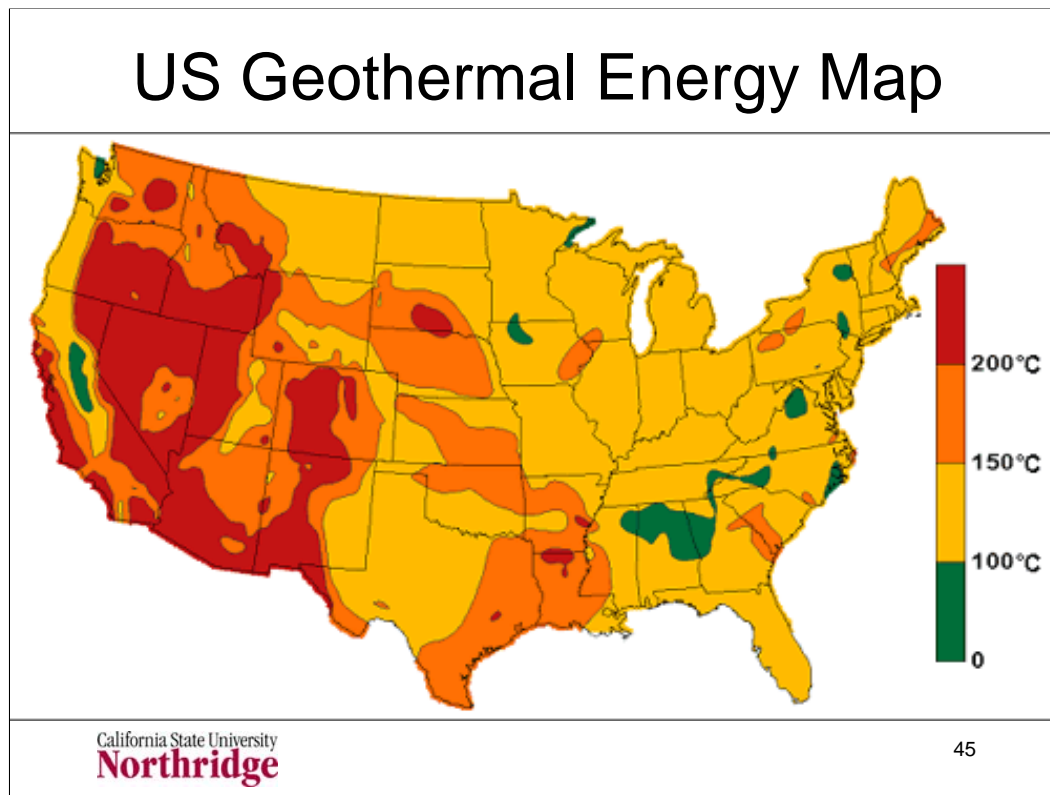 US Geothermal Energy Map
200°C
150°C
100°C
0
California State University
Northridge
45